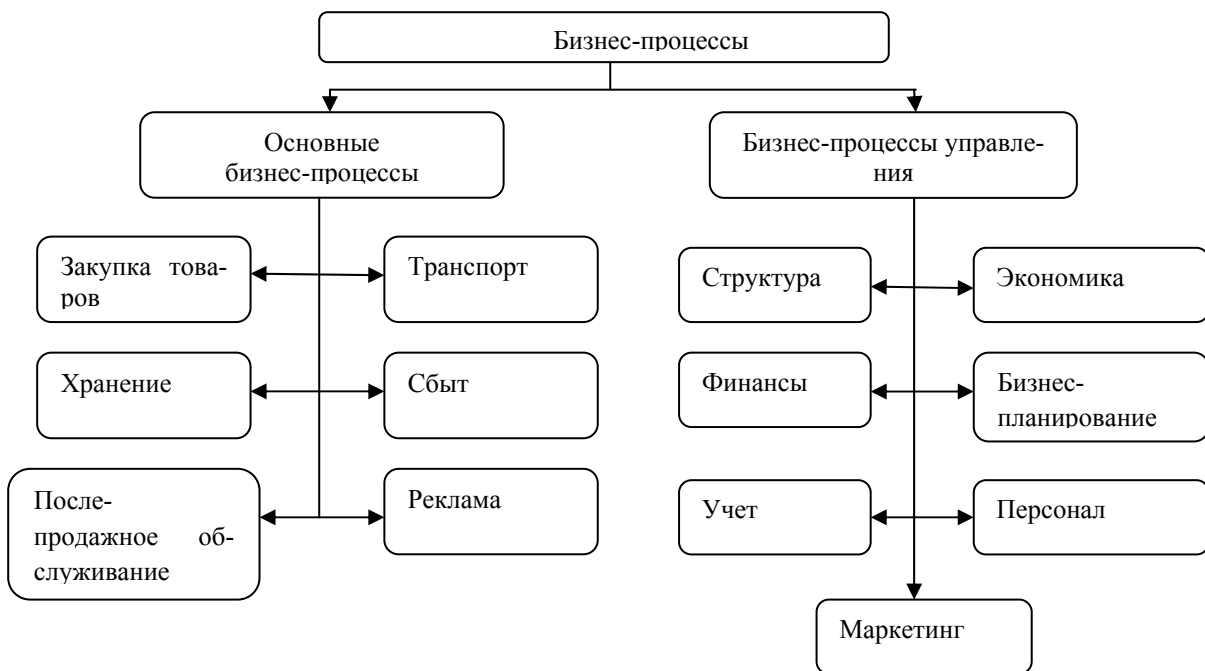 Бизнес-процессы
Основные
бизнес-процессы
Бизнес-процессы управле-
ния
Закупка това-
ров
Транспорт
Структура
Экономика
Хранение
Сбыт
Финансы
Бизнес-
планирование
После-
продажное об-
служивание
Реклама
Учет
Персонал
Маркетинг